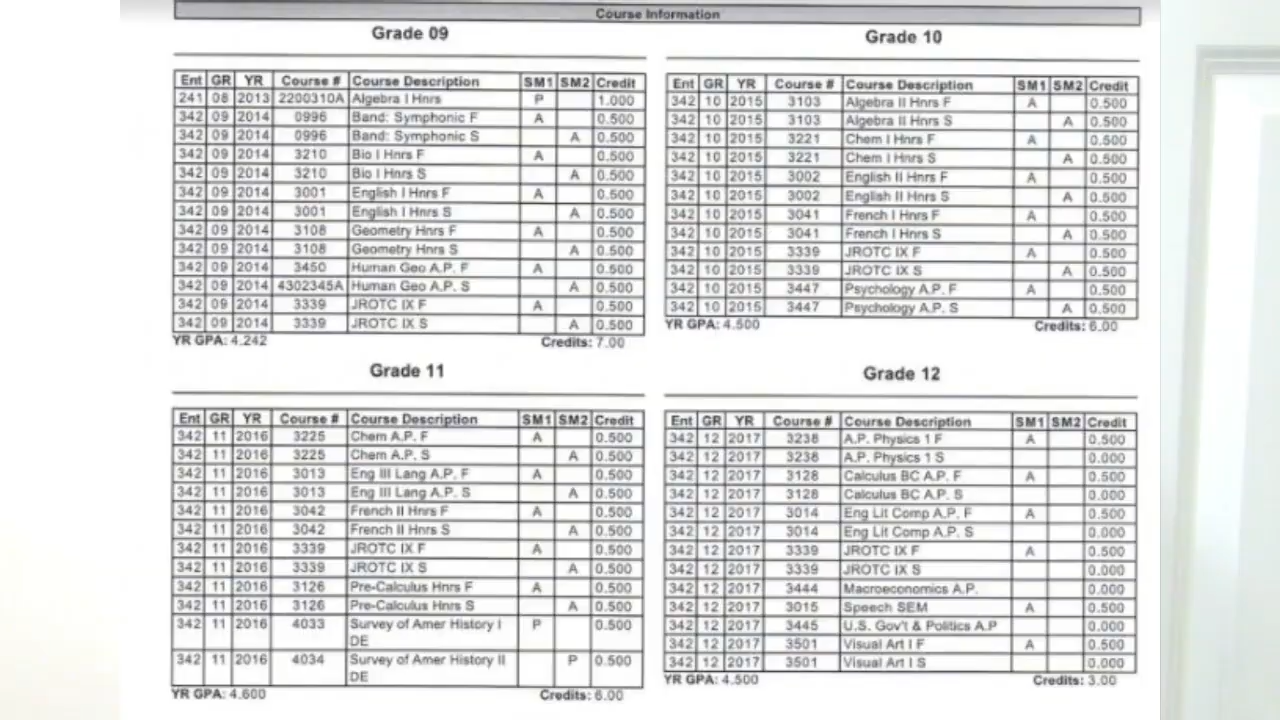 Course Information
Grade 09
Ent GR YR Course # Course Description SM1 SM2 Credit
241 08 2013 2200310A Algebra I Hnrs P 1.000
342 09 2014 0996 Band: Symphonic F A 0.500
342 09 2014 0996 Band: Symphonic S A 0.500
342 09 2014 3210 Bio I Hnrs F A 0.500
342 09 2014 3210 Bio I Hnrs S A 0.500
342 09 2014 3001 English I Hnrs F A 0.500
342 09 2014 3001 English I Hnrs S A 0.500
342 09 2014 3108 Geometry Hnrs F A 0.500
342 09 2014 3108 Geometry Hnrs S A 0.500
342 09 2014 3450 Human Geo A.P. F A 0.500
342 09 2014 4302345A Human Geo A.P. S A 0.500
342 09 2014 3339 JROTC IX F A 0.500
342 09 2014 3339 JROTC IX S A 0.500
YR GPA: 4.242 Credits: 7.00
Grade 10
Ent GR YR Course # Course Description SM1 SM2 Credit
342 10 2015 3103 Algebra II Hnrs F A 0.500
342 10 2015 3103 Algebra II Hnrs S A 0.500
342 10 2015 3221 Chem I Hnrs F A 0.500
342 10 2015 3221 Chem I Hnrs S A 0.500
342 10 2015 3002 English II Hnrs F A 0.500
342 10 2015 3002 English II Hnrs S A 0.500
342 10 2015 3041 French I Hnrs F A 0.500
342 10 2015 3041 French I Hnrs S A 0.500
342 10 2015 3339 JROTC IX F A 0.500
342 10 2015 3339 JROTC IX S A 0.500
342 10 2015 3447 Psychology A.P. F A 0.500
342 10 2015 3447 Psychology A.P. S A 0.500
YR GPA: 4.500 Credits: 6.00
Grade 11
Ent GR YR Course # Course Description SM1 SM2 Credit
342 11 2016 3225 Chem A.P. F A 0.500
342 11 2016 3225 Chem A.P. S A 0.500
342 11 2016 3013 Eng III Lang A.P. F A 0.500
342 11 2016 3013 Eng III Lang A.P. S A 0.500
342 11 2016 3042 French II Hnrs F A 0.500
342 11 2016 3042 French II Hnrs S A 0.500
342 11 2016 3339 JROTC IX F A 0.500
342 11 2016 3339 JROTC IX S A 0.500
342 11 2016 3126 Pre-Calculus Hnrs F A 0.500
342 11 2016 3126 Pre-Calculus Hnrs S A 0.500
342 11 2016 4033 Survey of Amer History I P 0.500
DE
342 11 2016 4034 Survey of Amer History II P 0.500
DE
YR GPA: 4.600 Credits: 6.00
Grade 12
Ent GR YR Course # Course Description SM1 SM2 Credit
342 12 2017 3238 A.P. Physics 1 F A 0.500
342 12 2017 3238 A.P. Physics 1 S 0.000
342 12 2017 3128 Calculus BC A.P. F A 0.500
342 12 2017 3128 Calculus BC A.P. S 0.000
342 12 2017 3014 Eng Lit Comp A.P. F A 0.500
342 12 2017 3014 Eng Lit Comp A.P. S 0.000
342 12 2017 3339 JROTC IX F A 0.500
342 12 2017 3339 JROTC IX S 0.000
342 12 2017 3444 Macroeconomics A.P. 0.000
342 12 2017 3015 Speech SEM A 0.500
342 12 2017 3445 U.S. Gov't & Politics A.P 0.000
342 12 2017 3501 Visual Art I F A 0.500
342 12 2017 3501 Visual Art I S 0.000
YR GPA: 4.500 Credits: 3.00